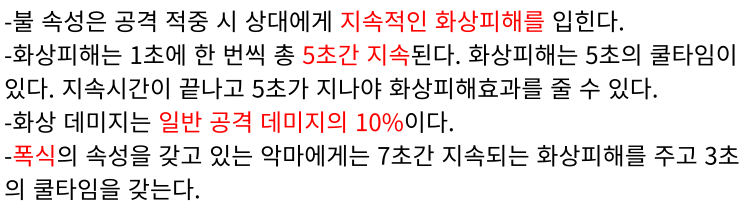 -불 속성은 공격 적중 시 상대에게 지속적인 화상피해를 입힌다.
-화상피해는 1초에 한 번씩 총 5초간 지속된다. 화상피해는 5초의 쿨타임이
있다. 지속시간이 끝나고 5초가 지나야 화상피해효과를 줄 수 있다.
-화상 데미지는 일반 공격 데미지의 10%이다.
-폭식의 속성을 갖고 있는 악마에게는 7초간 지속되는 화상피해를 주고 3초
의 쿨타임을 갖는다.